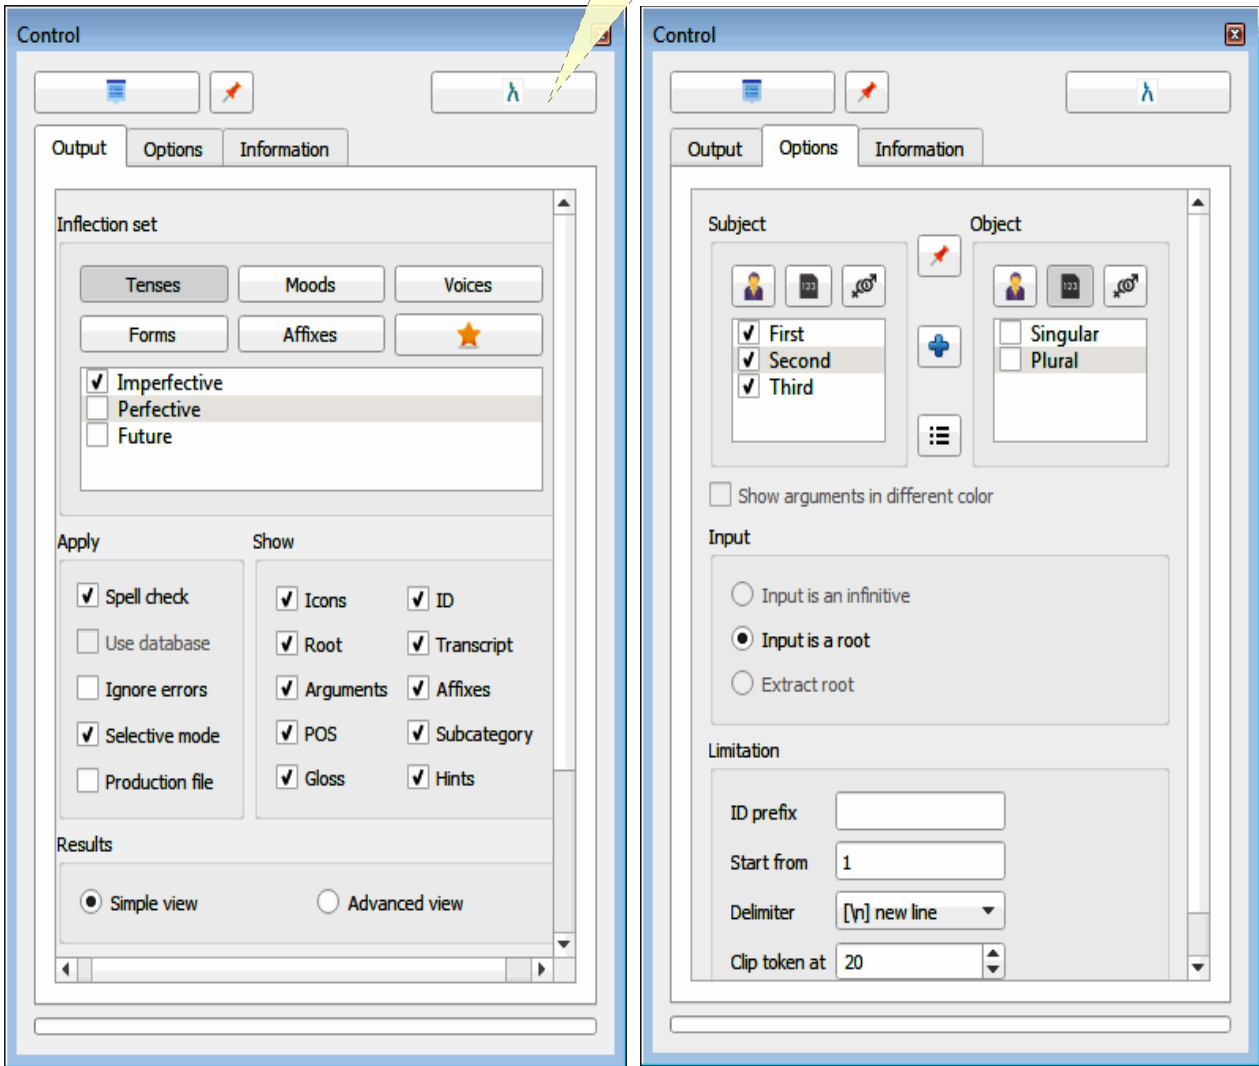 Control
λ
Output Options Information
Inflection set
Tenses Moods Voices
Forms Affixes
Imperfective
Perfective
Future
Apply Show
Spell check Icons ID
Use database Root Transcript
Ignore errors Arguments Affixes
Selective mode POS Subcategory
Production file Gloss Hints
Results
Simple view Advanced view
Control
λ
Output Options Information
Subject Object
123 123
First Singular
Second Plural
Third
Show arguments in different color
Input
Input is an infinitive
Input is a root
Extract root
Limitation
ID prefix
Start from 1
Delimiter [\n] new line
Clip token at 20